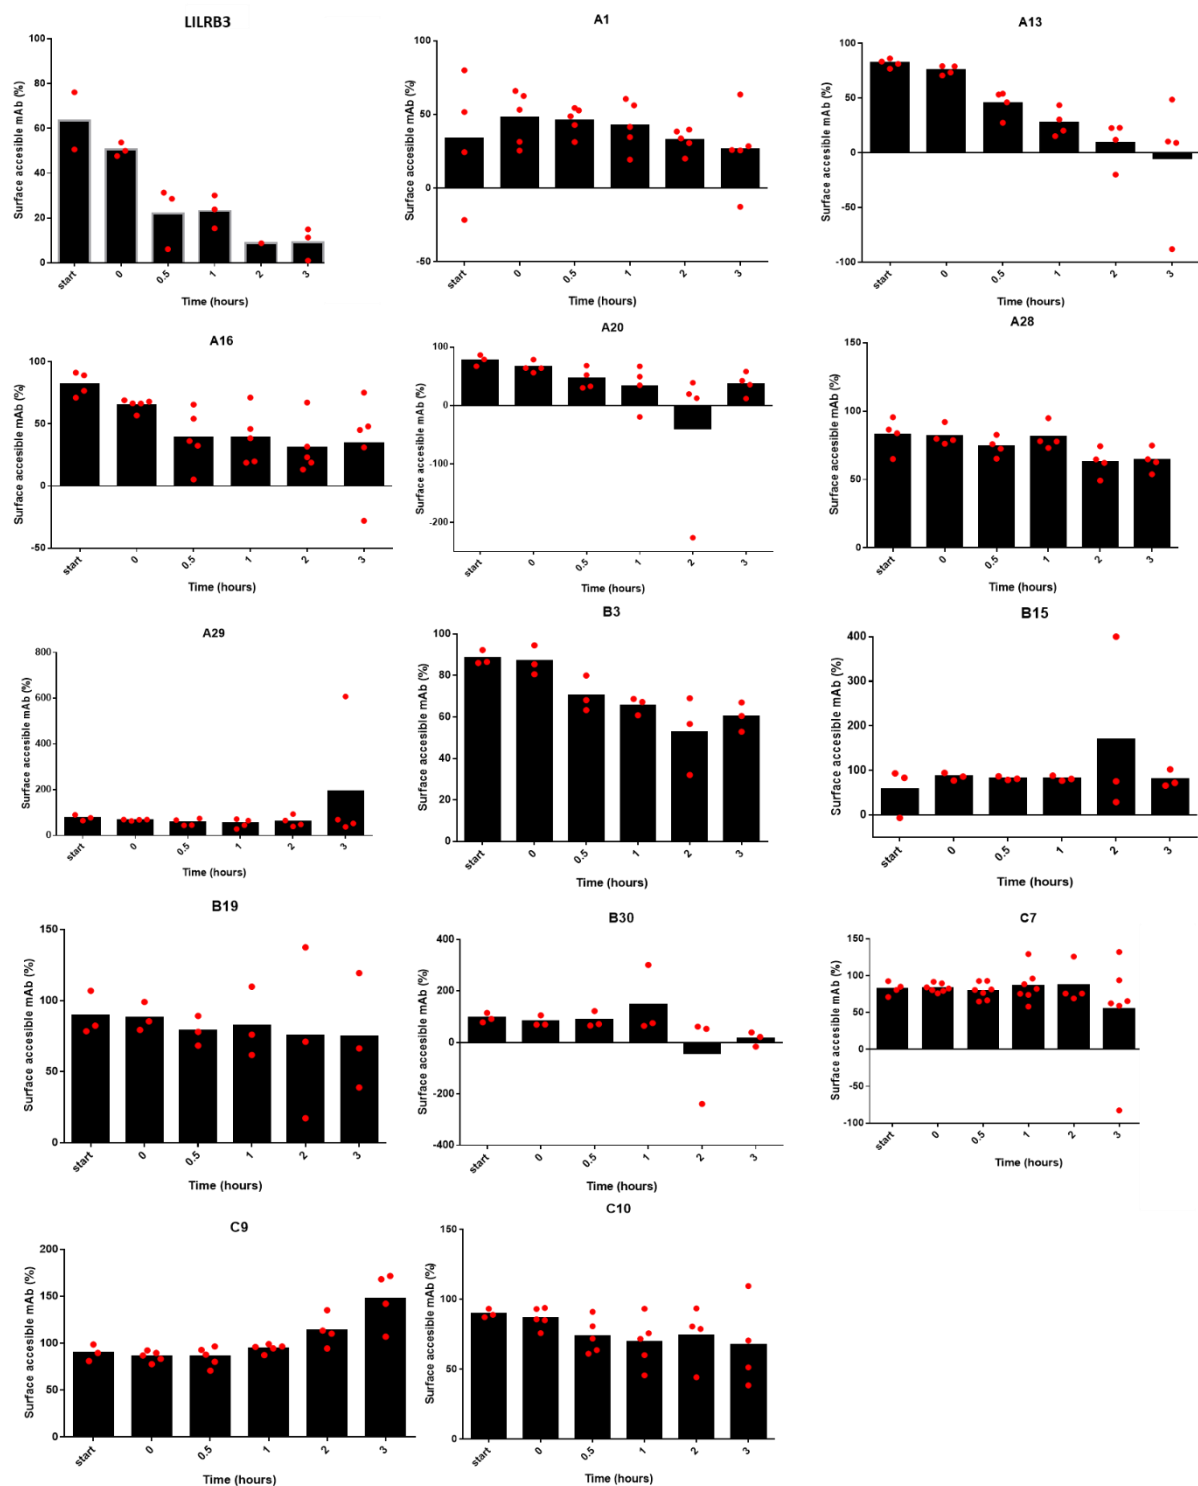 LILRB3
Surface accesible mAb (%)
100
80
60
40
20
0
start 0 0.5 1 2 3
Time (hours)
A1
Surface accesible mAb (%)
100
50
0
-50
start 0 0.5 1 2 3
Time (hours)
A13
Surface accesible mAb (%)
100
50
0
-50
-100
start 0 0.5 1 2 3
Time (hours)
A16
Surface accesible mAb (%)
100
50
0
-50
start 0 0.5 1 2 3
Time (hours)
A20
Surface accesible mAb (%)
100
0
-100
-200
start 0 0.5 1 2 3
Time (hours)
A28
Surface accesible mAb (%)
150
100
50
0
start 0 0.5 1 2 3
Time (hours)
A29
Surface accesible mAb (%)
800
600
400
200
0
start 0 0.5 1 2 3
Time (hours)
B3
Surface accesible mAb (%)
100
80
60
40
20
0
start 0 0.5 1 2 3
Time (hours)
B15
Surface accesible mAb (%)
400
300
200
100
0
start 0 0.5 1 2 3
Time (hours)
B19
Surface accesible mAb (%)
150
100
50
0
start 0 0.5 1 2 3
Time (hours)
B30
Surface accesible mAb (%)
400
200
0
-200
-400
start 0 0.5 1 2 3
Time (hours)
C7
Surface accesible mAb (%)
150
100
50
0
-50
-100
start 0 0.5 1 2 3
Time (hours)
C9
Surface accesible mAb (%)
200
150
100
50
0
start 0 0.5 1 2 3
Time (hours)
C10
Surface accesible mAb (%)
150
100
50
0
start 0 0.5 1 2 3
Time (hours)